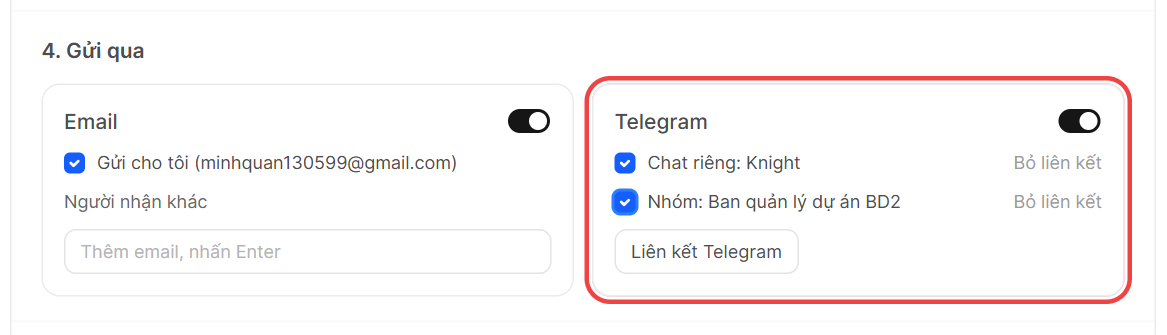 4. Gửi qua
Email
Gửi cho tôi (minhquan130599@gmail.com)
Người nhận khác
Thêm email, nhấn Enter
Telegram
Chat riêng: Knight
Bỏ liên kết
Nhóm: Ban quản lý dự án BD2
Bỏ liên kết
Liên kết Telegram